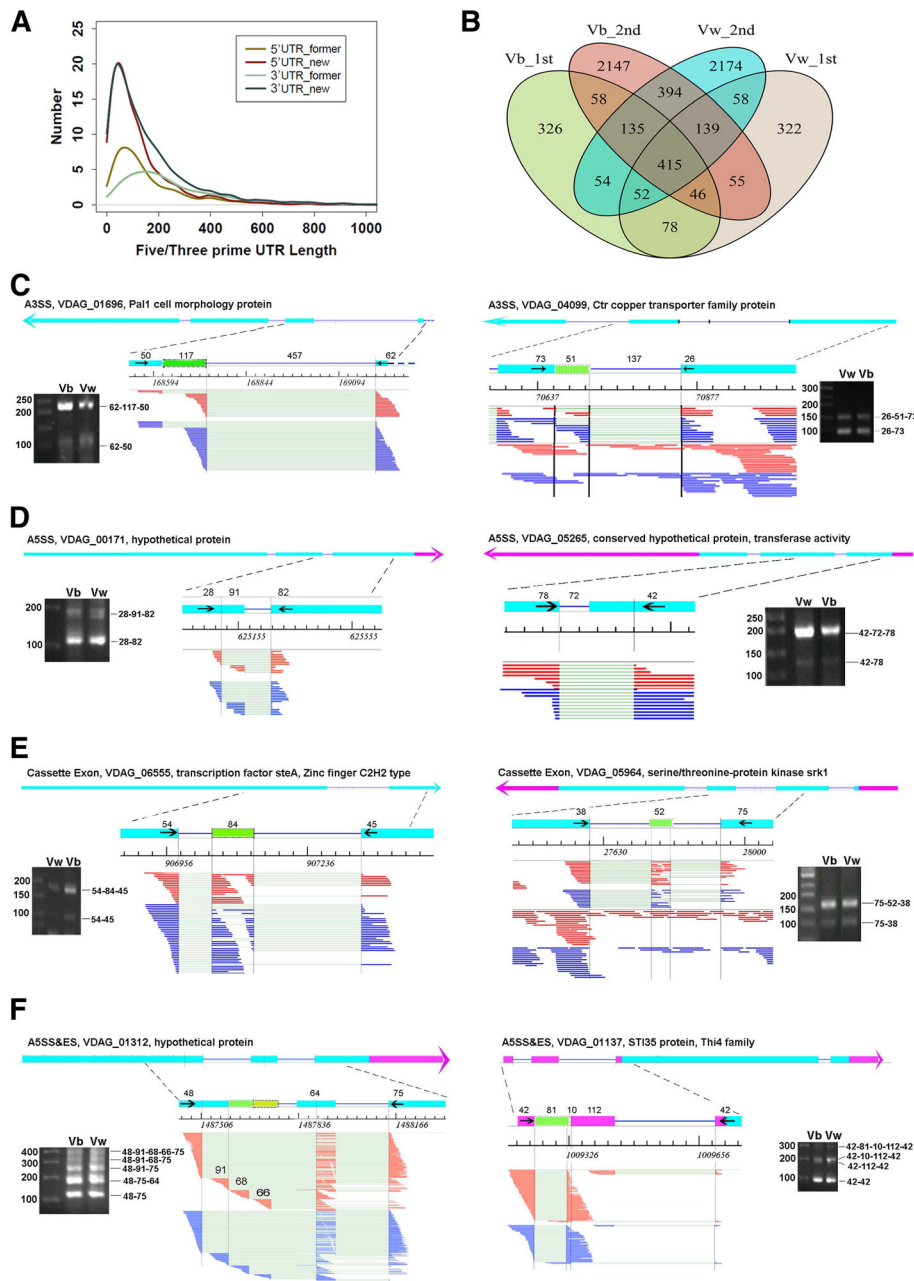 A
Number
20
15
10
5
0
5'UTR_former
5'UTR_new
3'UTR_former
3'UTR_new
0 200 400 600 800 1000
Five/Three prime UTR Length
B
Vb_1st
Vb_2nd
Vw_2nd
Vw_1st
2147 2174
394
58 58
326 135 139 322
415
54 52 46 55
78
C
A3SS, VDAG_01696, Pal1 cell morphology protein
50 117 457 62
168594 168844 169094
Vb Vw
250
200
100
62-117-50
62-50
A3SS, VDAG_04099, Ctr copper transporter family protein
73 51 137 26
70637 70877
Vw Vb
300
200
150
100
26-51-73
26-73
D
A5SS, VDAG_00171, hypothetical protein
28 91 82
625155 625555
Vb Vw
200
100
28-91-82
28-82
A5SS, VDAG_05265, conserved hypothetical protein, transferase activity
78 72 42
Vw Vb
250
200
150
100
42-72-78
42-78
E
Cassette Exon, VDAG_06555, transcription factor steA, Zinc finger C2H2 type
54 84 45
906956 907236
Vw Vb
200
150
100
54-84-45
54-45
Cassette Exon, VDAG_05964, serine/threonine-protein kinase srk1
38 52 75
27630 28000
Vb Vw
200
150
100
75-52-38
75-38
F
A5SS&ES, VDAG_01312, hypothetical protein
48 64 75
1487506 1487836 1488166
91
68
66
Vb Vw
400
300
200
100
48-91-68-66-75
48-91-68-75
48-91-75
48-75-64
48-75
A5SS&ES, VDAG_01137, STI35 protein, Thi4 family
42 81 10 112 42
1009326 1009656
Vb Vw
300
200
100
42-81-10-112-42
42-10-112-42
42-112-42
42-42